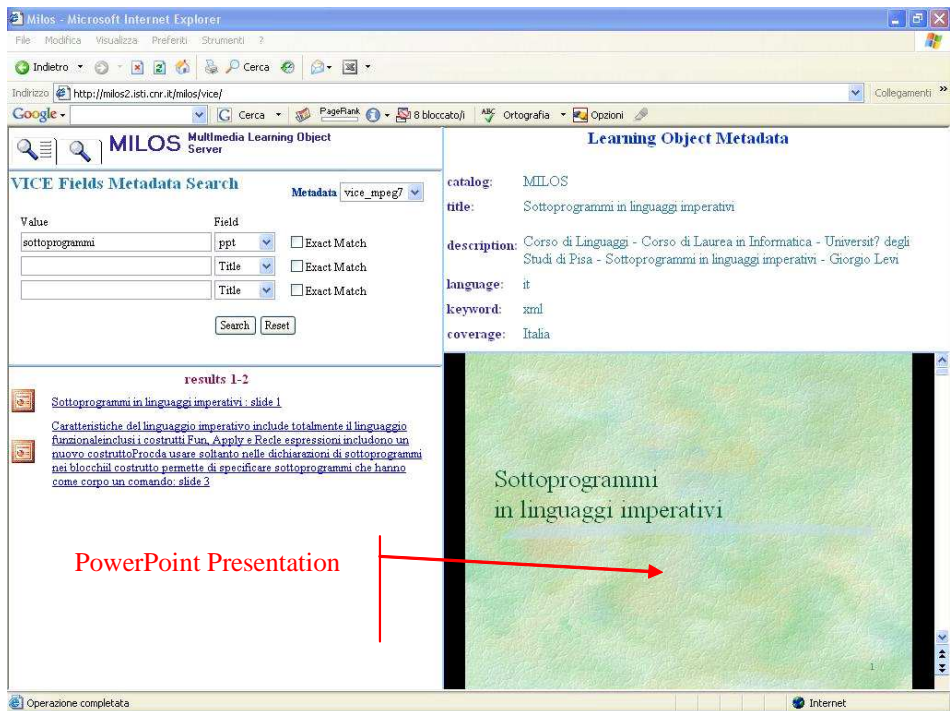 Milos - Microsoft Internet Explorer
File Modifica Visualizza Preferiti Strumenti ?
Indietro Cerca
Indirizzo http://milos2.isti.cnr.it/milos/vice/ Collegamenti »
Google Cerca PageRank 8 bloccato/i ABC Ortografia Opzioni
MILOS Multimedia Learning Object
Server
VICE Fields Metadata Search
Metadata vice_mpeg7
Value Field
sottoprogrammi ppt Exact Match
Title Exact Match
Title Exact Match
Search Reset
results 1-2
Sottoprogrammi in linguaggi imperativi : slide 1
Caratteristiche del linguaggio imperativo include totalmente il linguaggio
funzionaleinclusi i costrutti Fun, Apply e Recle espressioni includono un
nuovo costruttoProcda usare soltanto nelle dichiarazioni di sottoprogrammi
nei blocchiil costrutto permette di specificare sottoprogrammi che hanno
come corpo un comando: slide 3
PowerPoint Presentation
Learning Object Metadata
catalog: MILOS
title: Sottoprogrammi in linguaggi imperativi
description: Corso di Linguaggi - Corso di Laurea in Informatica - Universit? degli
Studi di Pisa - Sottoprogrammi in linguaggi imperativi - Giorgio Levi
language: it
keyword: xml
coverage: Italia
Sottoprogrammi
in linguaggi imperativi
1
Operazione completata Internet